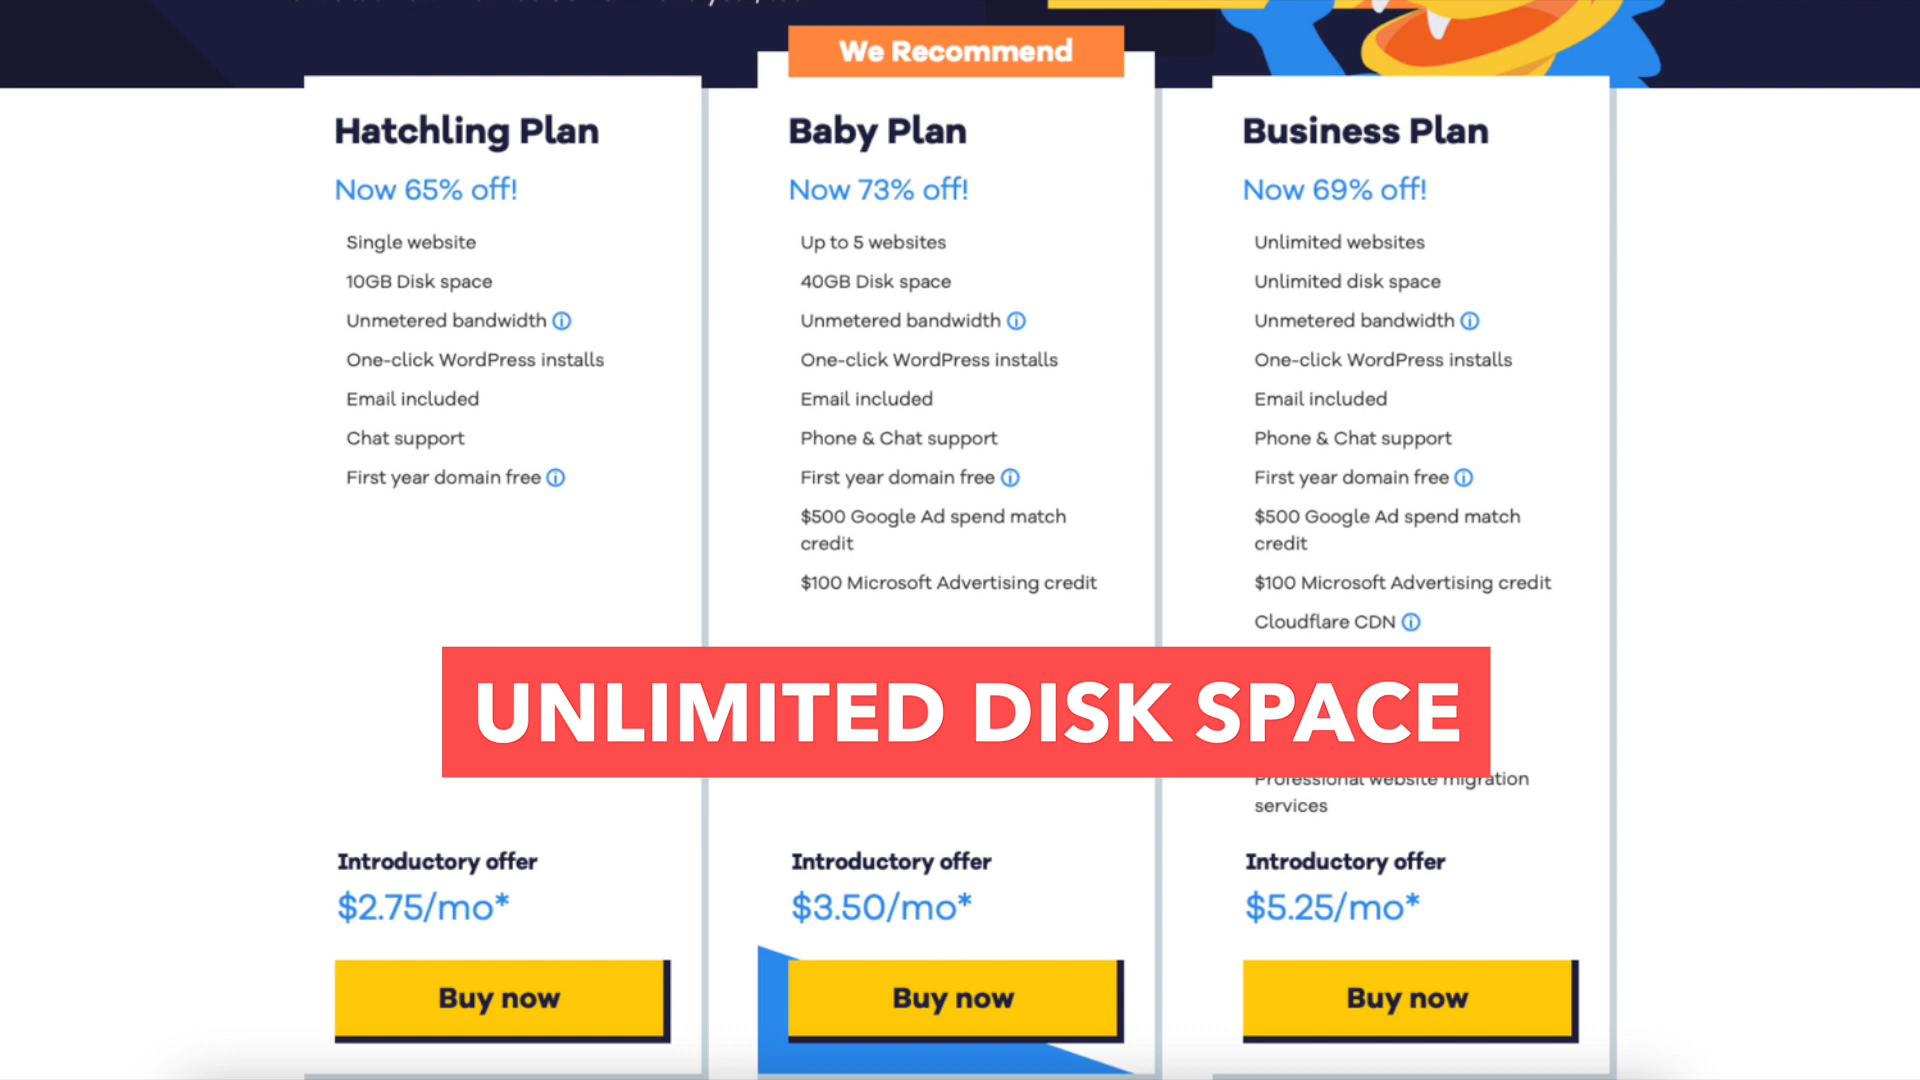 We Recommend
Hatchling Plan
Now 65% off!
Single website
10GB Disk space
Unmetered bandwidth
One-click WordPress installs
Email included
Chat support
First year domain free
Introductory offer
$2.75/mo*
Buy now
Baby Plan
Now 73% off!
Up to 5 websites
40GB Disk space
Unmetered bandwidth
One-click WordPress installs
Email included
Phone & Chat support
First year domain free
$500 Google Ad spend match
credit
$100 Microsoft Advertising credit
Introductory offer
$3.50/mo*
Buy now
Business Plan
Now 69% off!
Unlimited websites
Unlimited disk space
Unmetered bandwidth
One-click WordPress installs
Email included
Phone & Chat support
First year domain free
$500 Google Ad spend match
credit
$100 Microsoft Advertising credit
Cloudflare CDN
UNLIMITED DISK SPACE
Professional website migration
services
Introductory offer
$5.25/mo*
Buy now